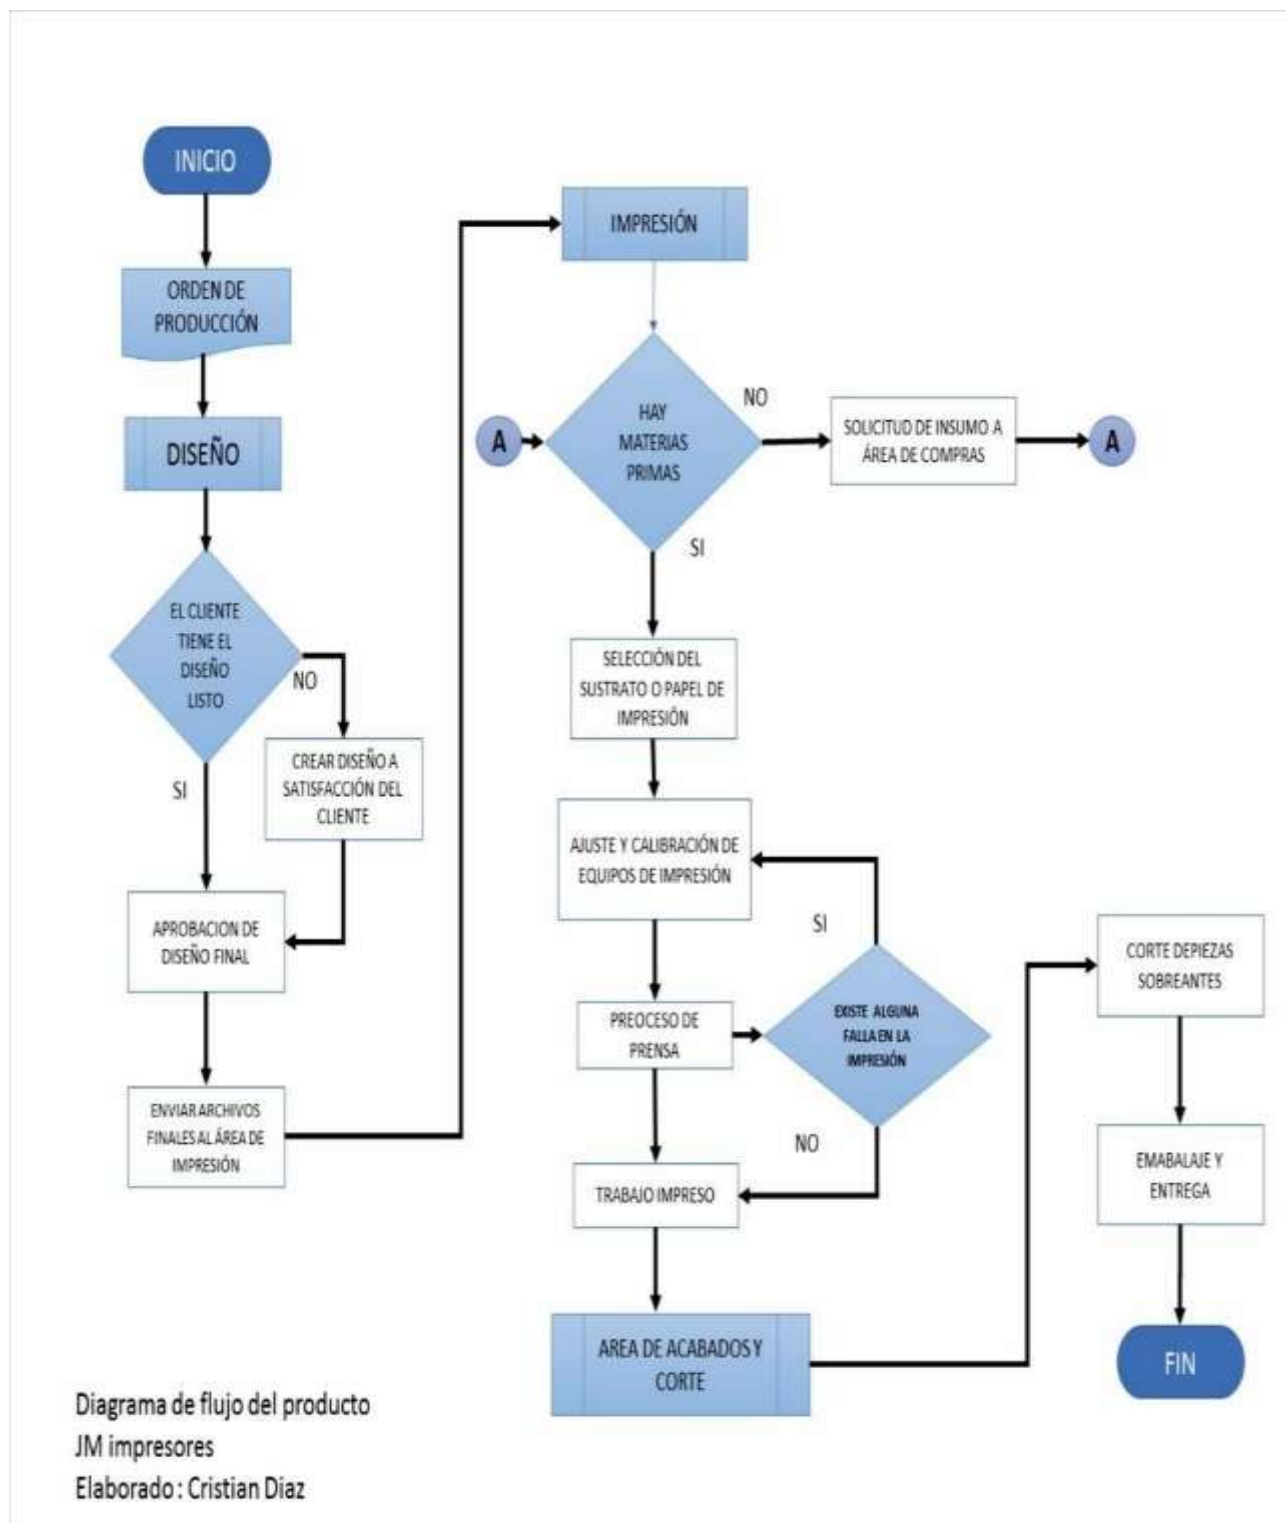 INICIO
ORDEN DE
PRODUCCIÓN
DISEÑO
EL CLIENTE
TIENE EL
DISEÑO
LISTO
NO
SI
CREAR DISEÑO A
SATISFACCIÓN DEL
CLIENTE
APROBACION DE
DISEÑO FINAL
ENVIAR ARCHIVOS
FINALES AL ÁREA DE
IMPRESIÓN
IMPRESIÓN
A
HAY
MATERIAS
PRIMAS
NO
SOLICITUD DE INSUMO A
ÁREA DE COMPRAS
A
SI
SELECCIÓN DEL
SUSTRATO O PAPEL DE
IMPRESIÓN
AJUSTE Y CALIBRACIÓN DE
EQUIPOS DE IMPRESIÓN
SI
PREOCESO DE
PRENSA
EXISTE ALGUNA
FALLA EN LA
IMPRESIÓN
NO
TRABAJO IMPRESO
AREA DE ACABADOS Y
CORTE
CORTE DEPIEZAS
SOBREANTES
EMABALAJE Y
ENTREGA
FIN
Diagrama de flujo del producto
JM impresores
Elaborado : Cristian Diaz